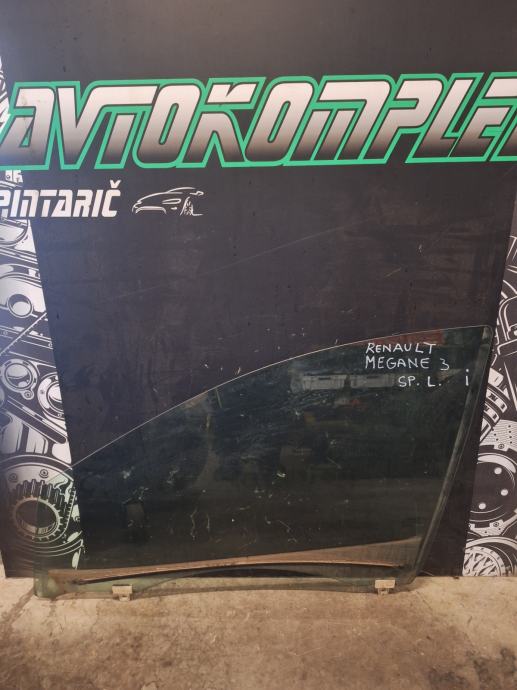 AVTOKOMPLET
PINTARIČ
RENAULT
MEGANE 3
SP. L. i